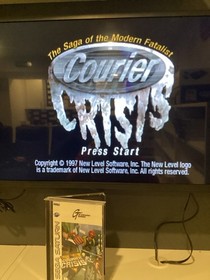 The Saga of the Modern Fatalist
Courier
CRISIS
Press Start
Copyright © 1997 New Level Software, Inc. The New Level logo
is a trademark of New Level Software, Inc. All rights reserved.
CRISIS